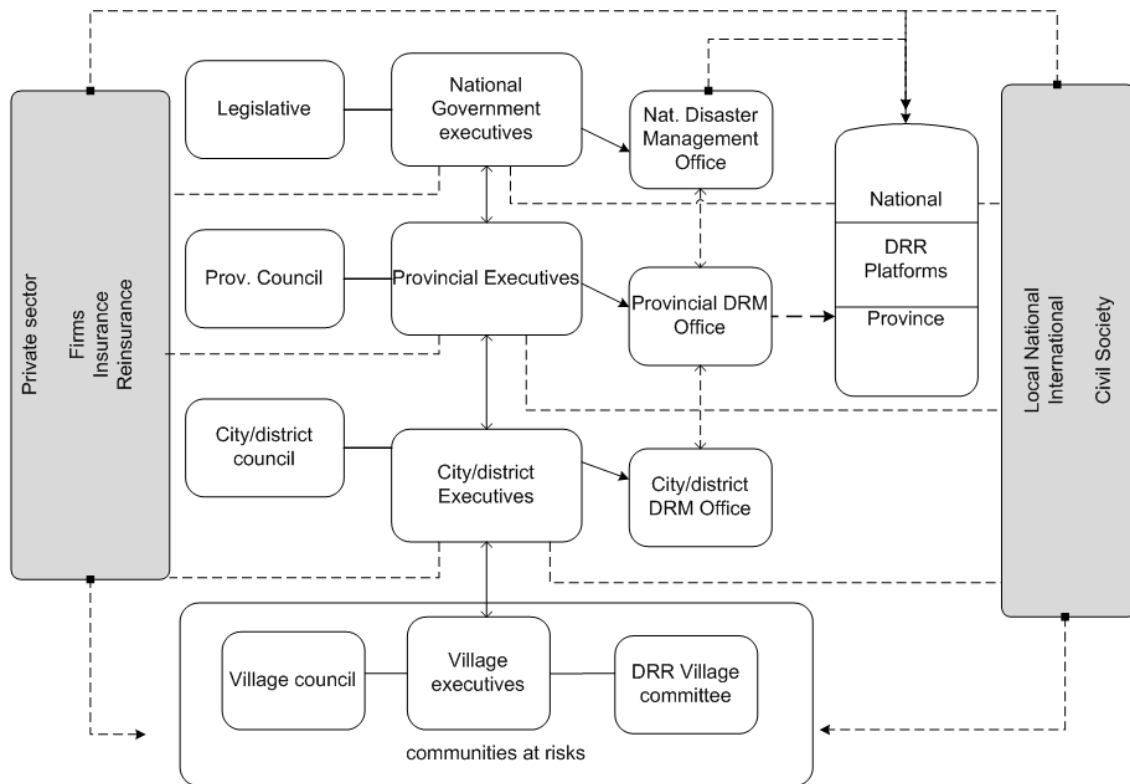 Legislative
National
Government
executives
Nat. Disaster
Management
Office
National
DRR
Platforms
Province
Prov. Council
Provincial Executives
Provincial DRM
Office
City/district
council
City/district
Executives
City/district
DRM Office
Private sector
Firms
Insurance
Reinsurance
Local National
International
Civil Society
Village council
Village
executives
DRR Village
committee
communities at risks